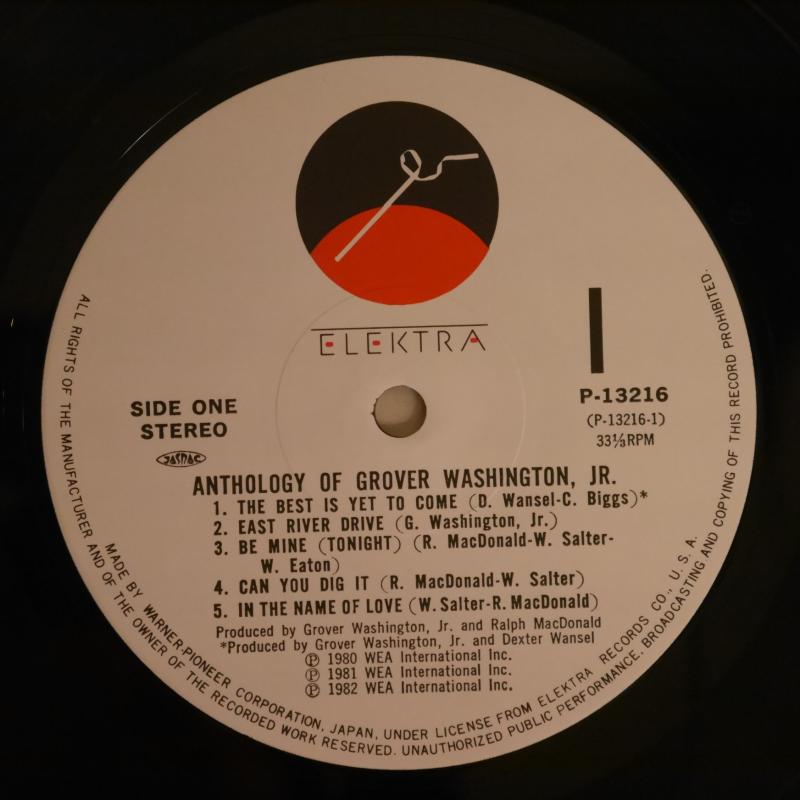 ELEKTRA
SIDE ONE
STEREO
JASRAC
P-13216
(P-13216-1)
33⅓RPM
ANTHOLOGY OF GROVER WASHINGTON, JR.
1. THE BEST IS YET TO COME (D. Wansel-C. Biggs)*
2. EAST RIVER DRIVE (G. Washington, Jr.)
3. BE MINE (TONIGHT) (R. MacDonald-W. Salter-
W. Eaton)
4. CAN YOU DIG IT (R. MacDonald-W. Salter)
5. IN THE NAME OF LOVE (W. Salter-R. MacDonald)
Produced by Grover Washington, Jr. and Ralph MacDonald
*Produced by Grover Washington, Jr. and Dexter Wansel
℗ 1980 WEA International Inc.
℗ 1981 WEA International Inc.
℗ 1982 WEA International Inc.
MADE BY WARNER-PIONEER CORPORATION, JAPAN, UNDER LICENSE FROM ELEKTRA RECORDS CO., U.S.A.
ALL RIGHTS OF THE MANUFACTURER AND OF THE OWNER OF THE RECORDED WORK RESERVED. UNAUTHORIZED PUBLIC PERFORMANCE, BROADCASTING AND COPYING OF THIS RECORD PROHIBITED.